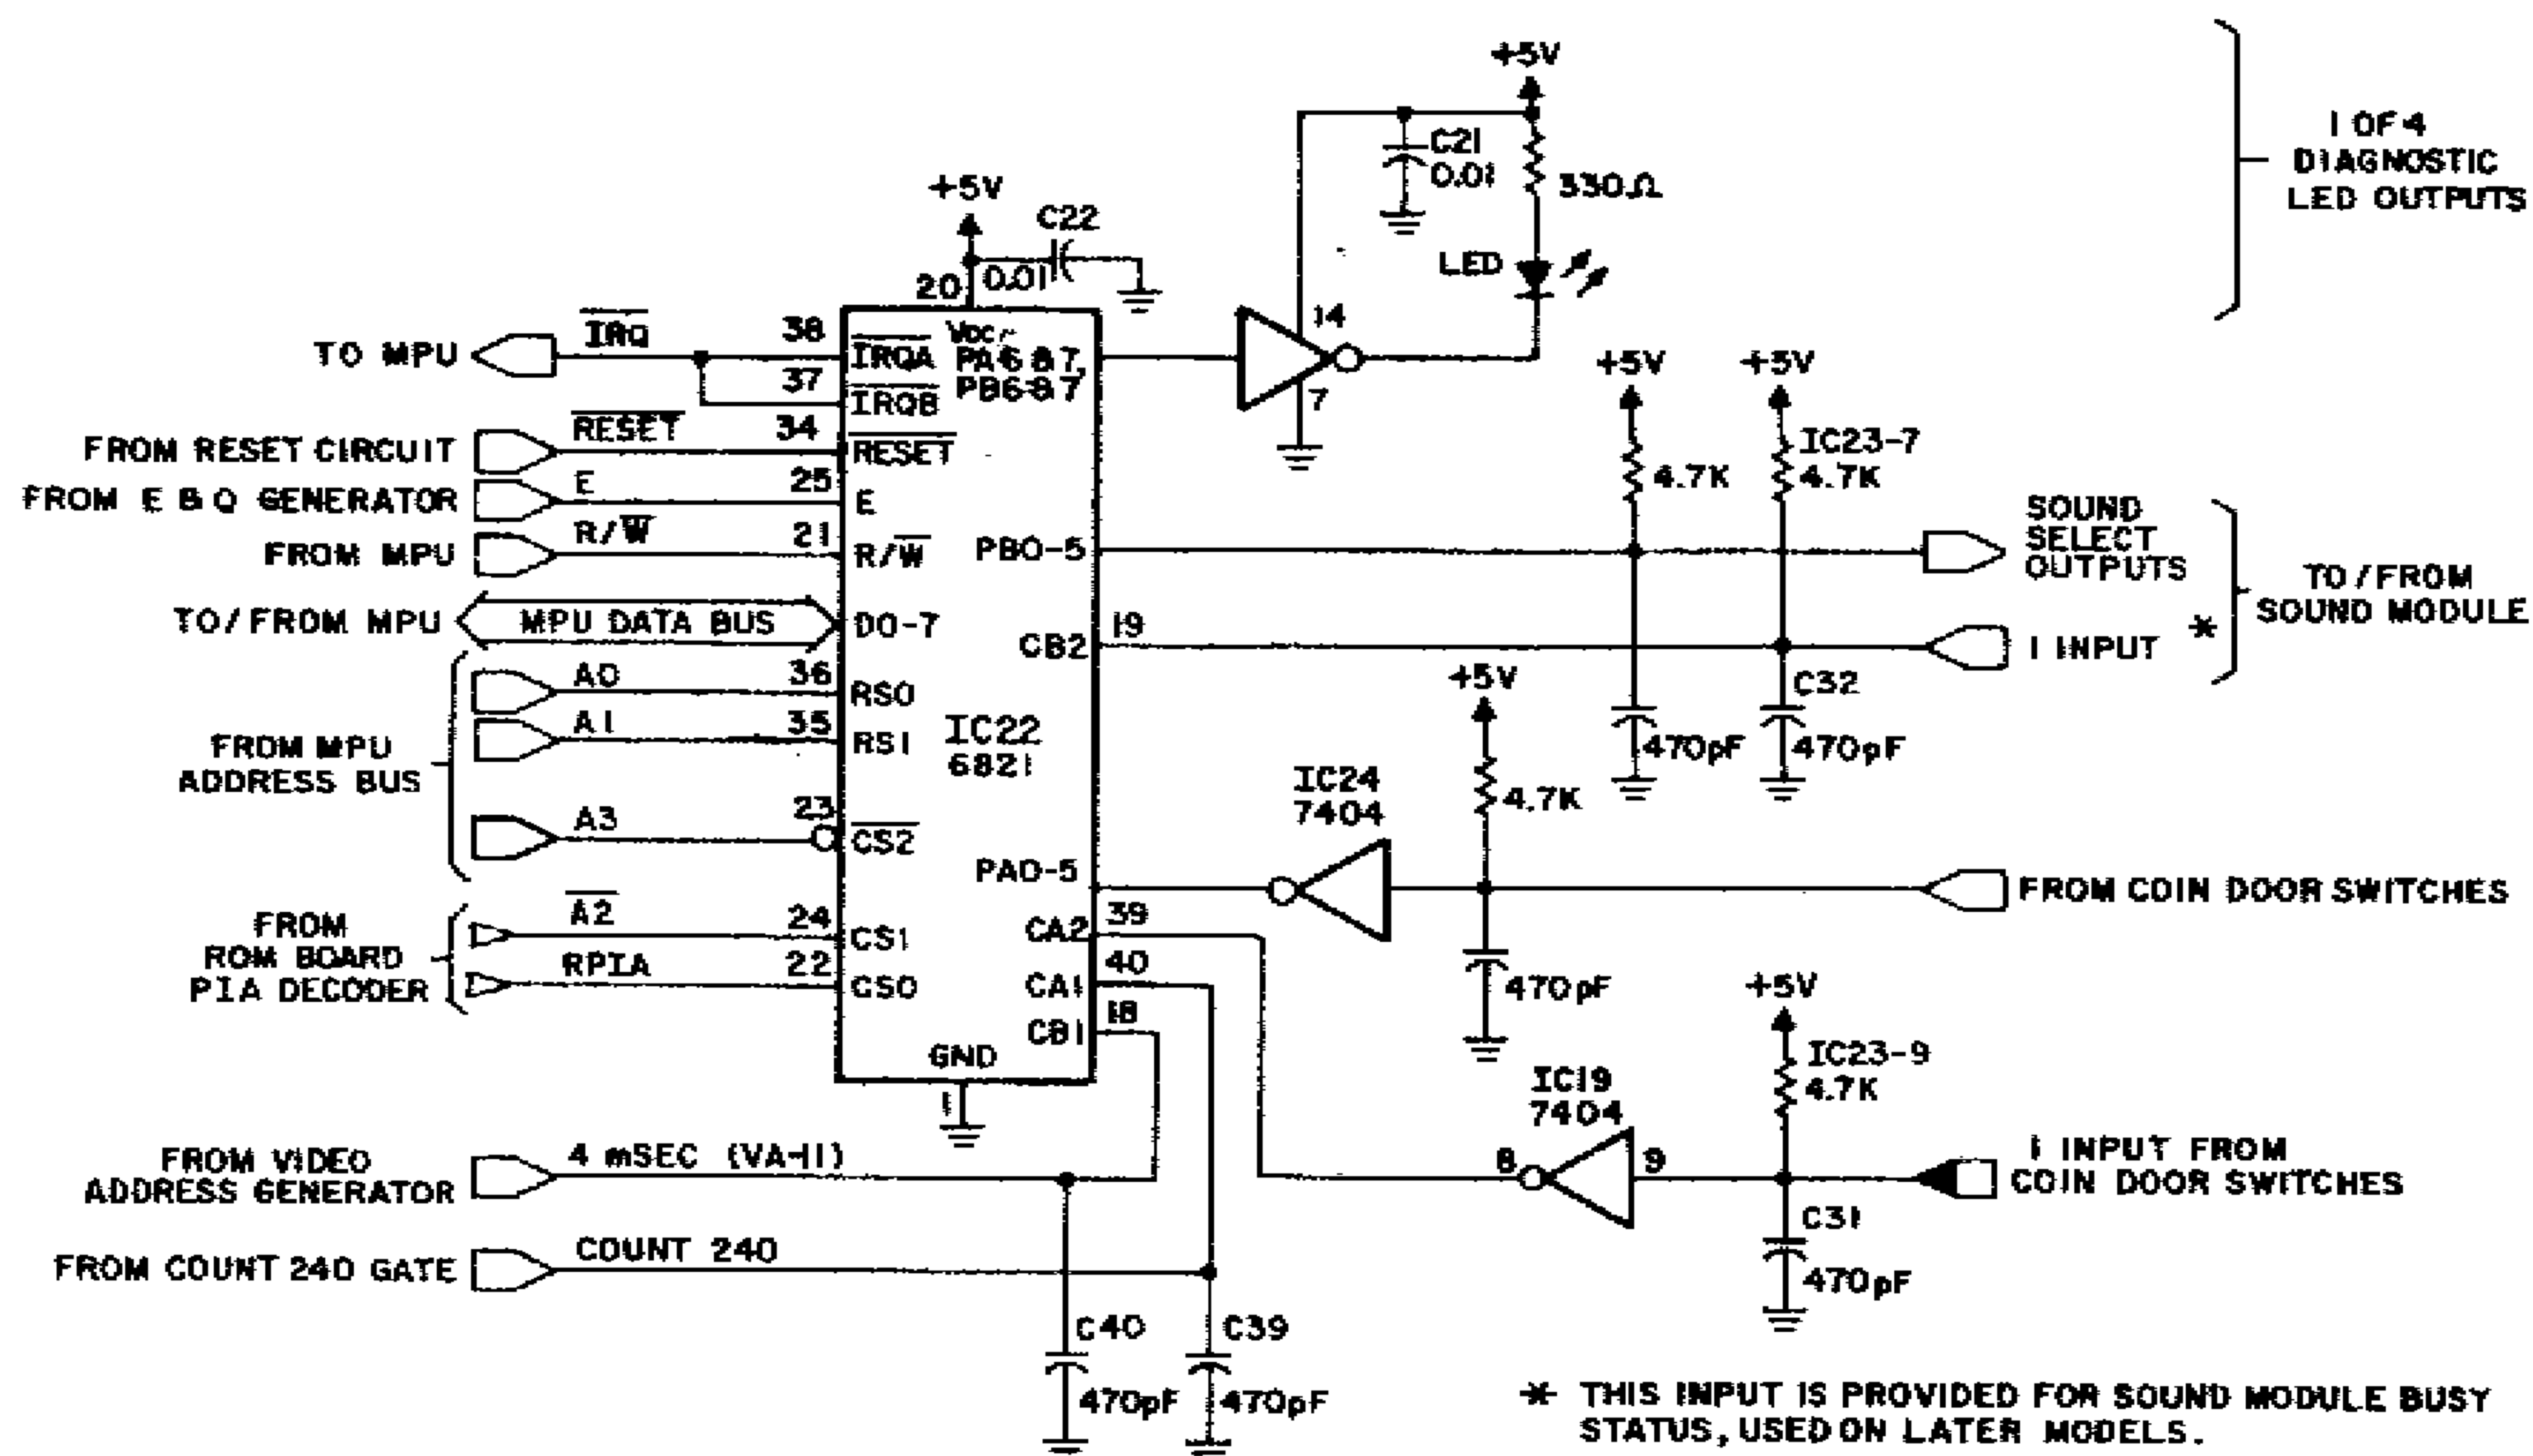 +5V
1 OF 4
DIAGNOSTIC
LED OUTPUTS
C21
0.01
330Ω
+5V
C22
0.01
20
LED
14
7
TO MPU
IRQ
38
37
IRQA
IRQB
Vcc
PA6&7,
PB6&7
FROM RESET CIRCUIT
RESET
34
RESET
FROM E & Q GENERATOR
E
25
E
FROM MPU
R/W
21
R/W
TO/FROM MPU
MPU DATA BUS
D0-7
FROM MPU
ADDRESS BUS
A0
36
RS0
A1
35
RS1
A3
23
CS2
IC22
6821
FROM
ROM BOARD
PIA DECODER
A2
24
CS1
RPIA
22
CS0
GND
1
+5V
+5V
4.7K
IC23-7
4.7K
PB0-5
SOUND
SELECT
OUTPUTS
CB2
19
1 INPUT
*
TO/FROM
SOUND MODULE
C32
470pF
470pF
+5V
4.7K
IC24
7404
PA0-5
FROM COIN DOOR SWITCHES
470pF
CA2
39
CA1
40
CB1
18
+5V
IC23-9
4.7K
IC19
7404
8
9
1 INPUT FROM
COIN DOOR SWITCHES
C31
470pF
FROM VIDEO
ADDRESS GENERATOR
4 mSEC (VA-11)
FROM COUNT 240 GATE
COUNT 240
C40
470pF
C39
470pF
* THIS INPUT IS PROVIDED FOR SOUND MODULE BUSY
STATUS, USED ON LATER MODELS.